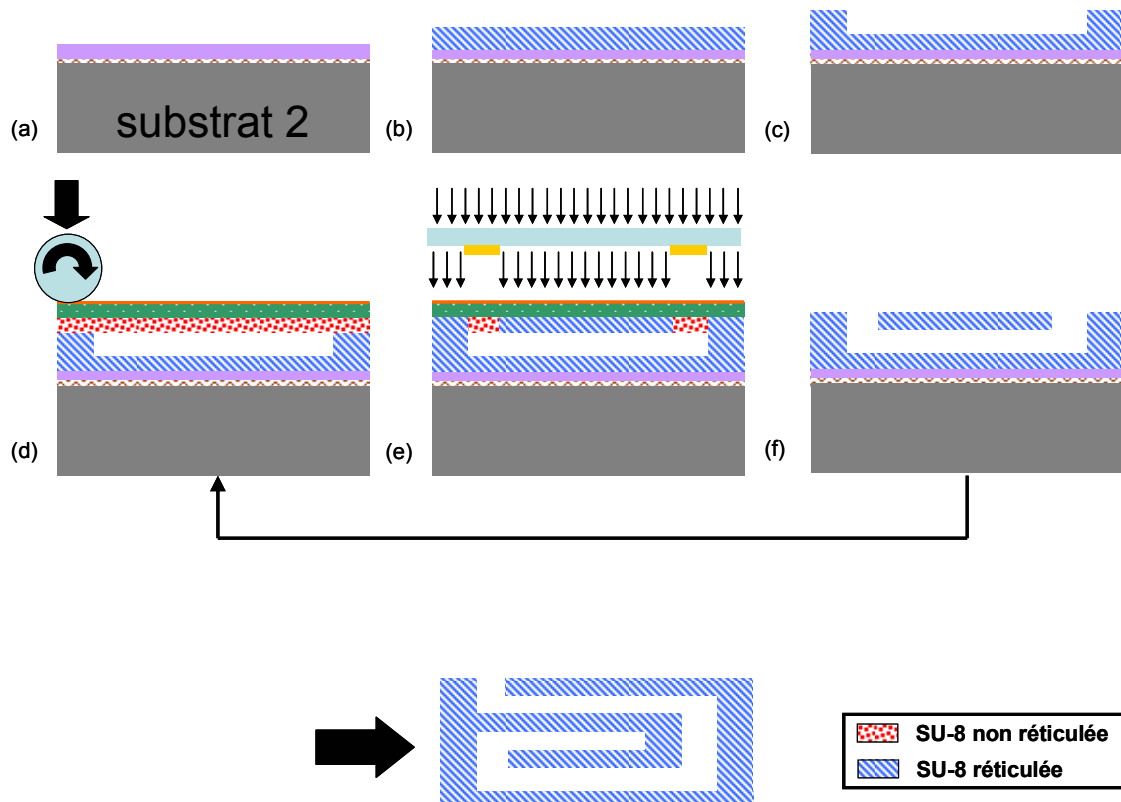 (a)
substrat 2
(b)
(c)
(d)
(e)
(f)
SU-8 non réticulée
SU-8 réticulée